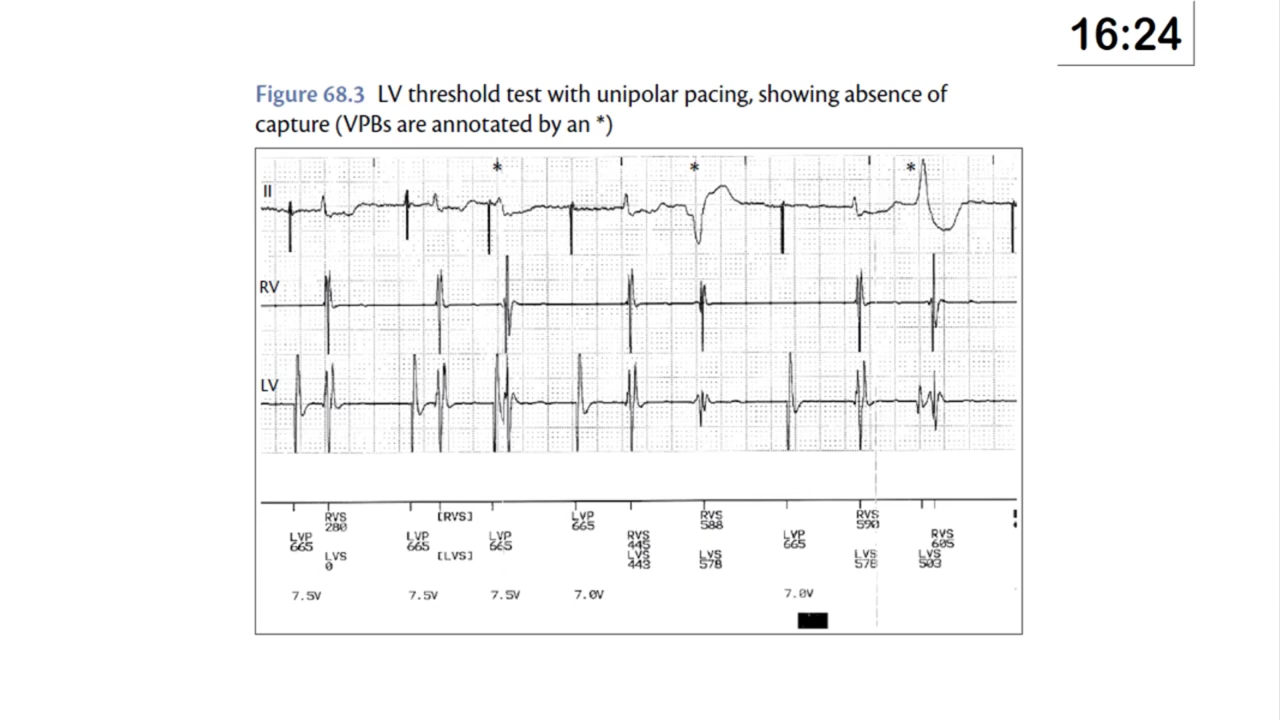 16:24
Figure 68.3 LV threshold test with unipolar pacing, showing absence of
capture (VPBs are annotated by an *)
* * *
II
RV
LV
RVS [RVS] LVP RVS RVS
280 665 588 590
LVP LVP LVP RVS LVP RVS
665 665 665 445 665 605
LVS [LVS] LVS LVS LVS LVS
0 443 578 578 503
7.5V 7.5V 7.5V 7.0V 7.0V